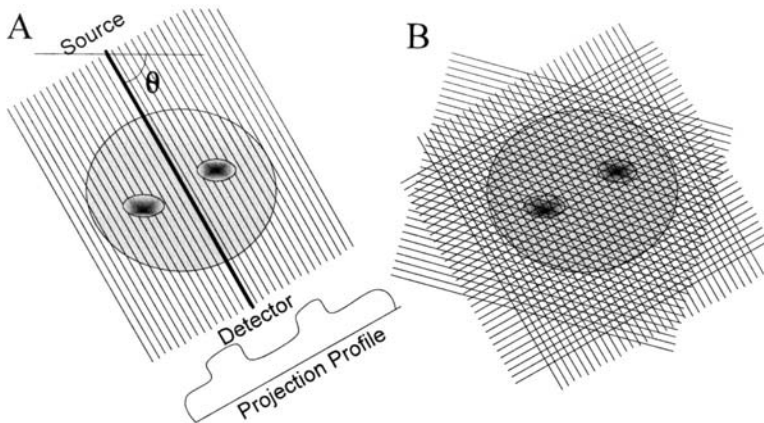 A
Source
θ
Detector
Projection Profile
B